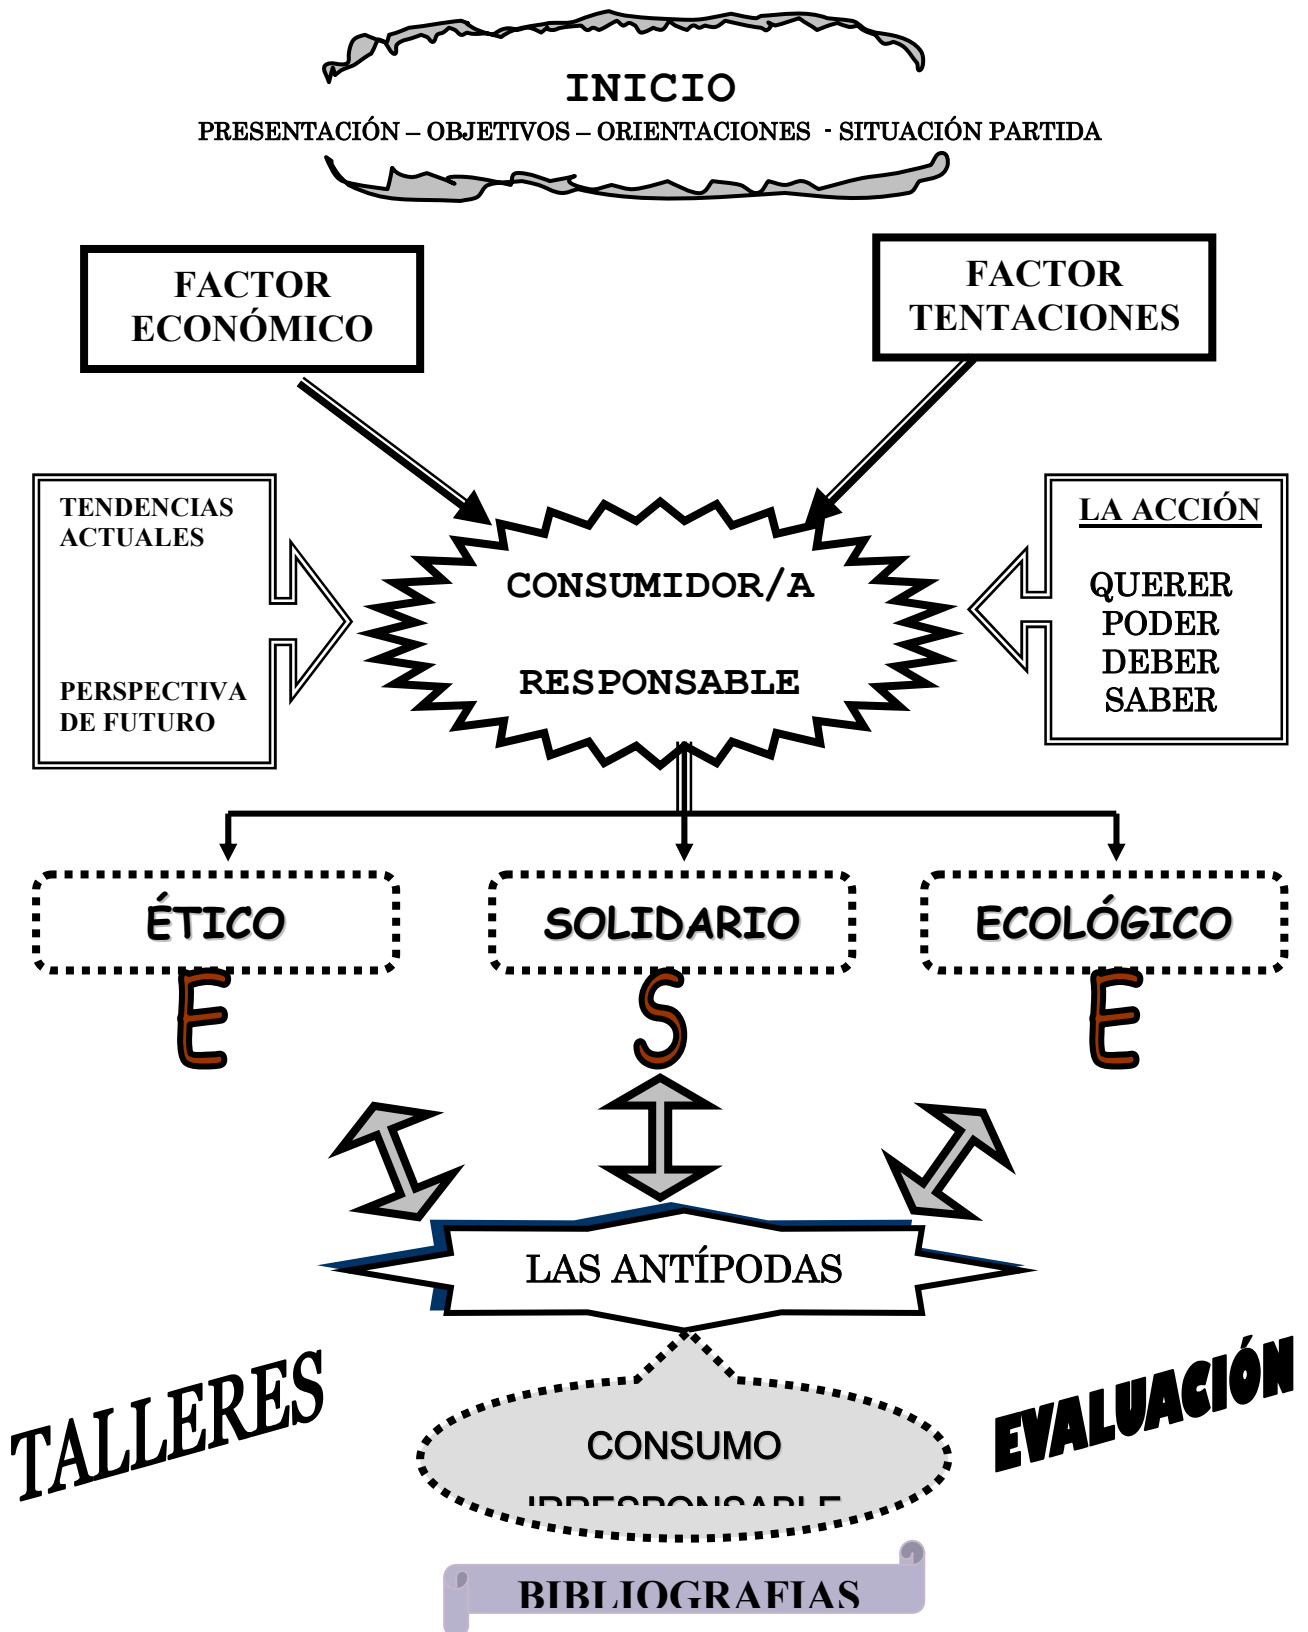 INICIO
PRESENTACIÓN – OBJETIVOS – ORIENTACIONES - SITUACIÓN PARTIDA
FACTOR
ECONÓMICO
FACTOR
TENTACIONES
TENDENCIAS
ACTUALES
PERSPECTIVA
DE FUTURO
CONSUMIDOR/A
RESPONSABLE
LA ACCIÓN
QUERER
PODER
DEBER
SABER
ÉTICO
SOLIDARIO
ECOLÓGICO
E
S
E
LAS ANTÍPODAS
TALLERES
EVALUACIÓN
CONSUMO
IRRESPONSABLE
BIBLIOGRAFIAS